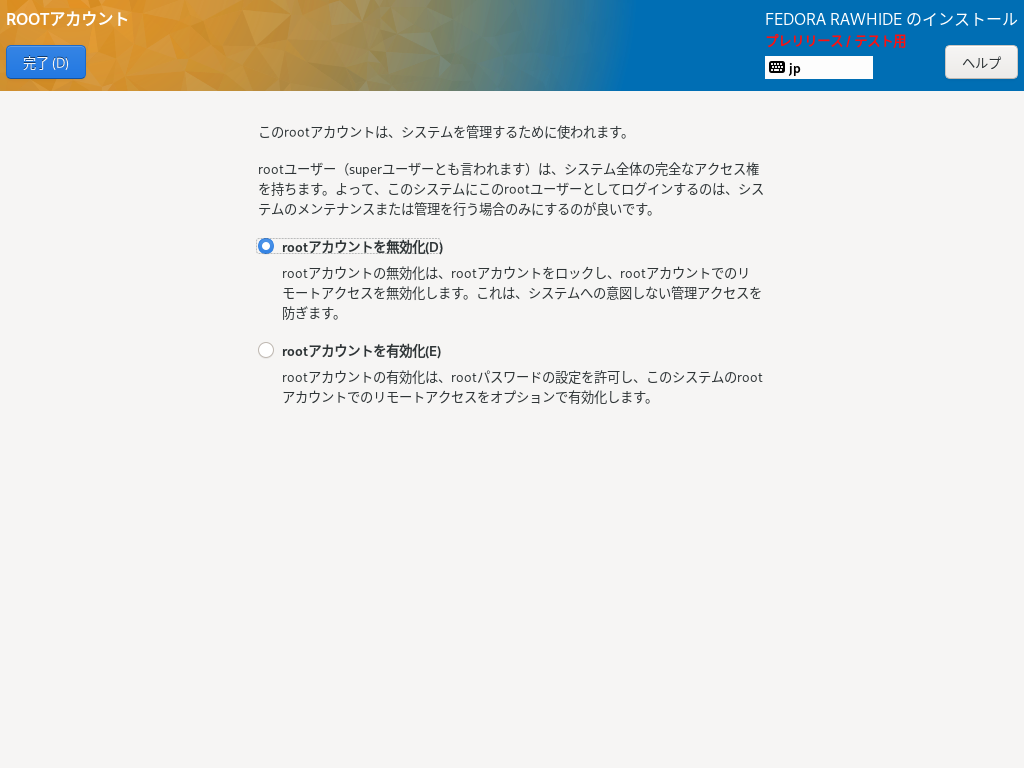 ROOTアカウント
完了 (D)
FEDORA RAWHIDE のインストール
プレリリース / テスト用
jp
ヘルプ
このrootアカウントは、システムを管理するために使われます。
rootユーザー（superユーザーとも言われます）は、システム全体の完全なアクセス権
を持ちます。よって、このシステムにこのrootユーザーとしてログインするのは、シス
テムのメンテナンスまたは管理を行う場合のみにするのが良いです。
rootアカウントを無効化(D)
rootアカウントの無効化は、rootアカウントをロックし、rootアカウントでのリ
モートアクセスを無効化します。これは、システムへの意図しない管理アクセスを
防ぎます。
rootアカウントを有効化(E)
rootアカウントの有効化は、rootパスワードの設定を許可し、このシステムのroot
アカウントでのリモートアクセスをオプションで有効化します。